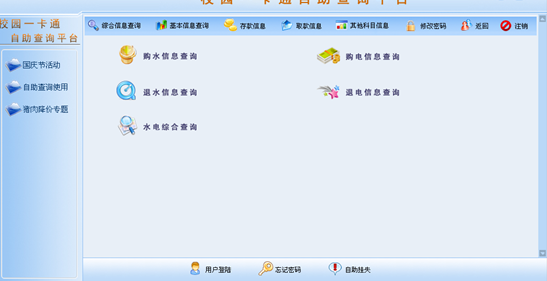 校园一卡通自助查询平台
校园一卡通
自助查询平台
综合信息查询 基本信息查询 存款信息 取款信息 其他科目信息 修改密码 返回 注销
国庆节活动
自助查询使用
猪肉降价专题
购水信息查询 购电信息查询
退水信息查询 退电信息查询
水电综合查询
用户登陆 忘记密码 自助挂失